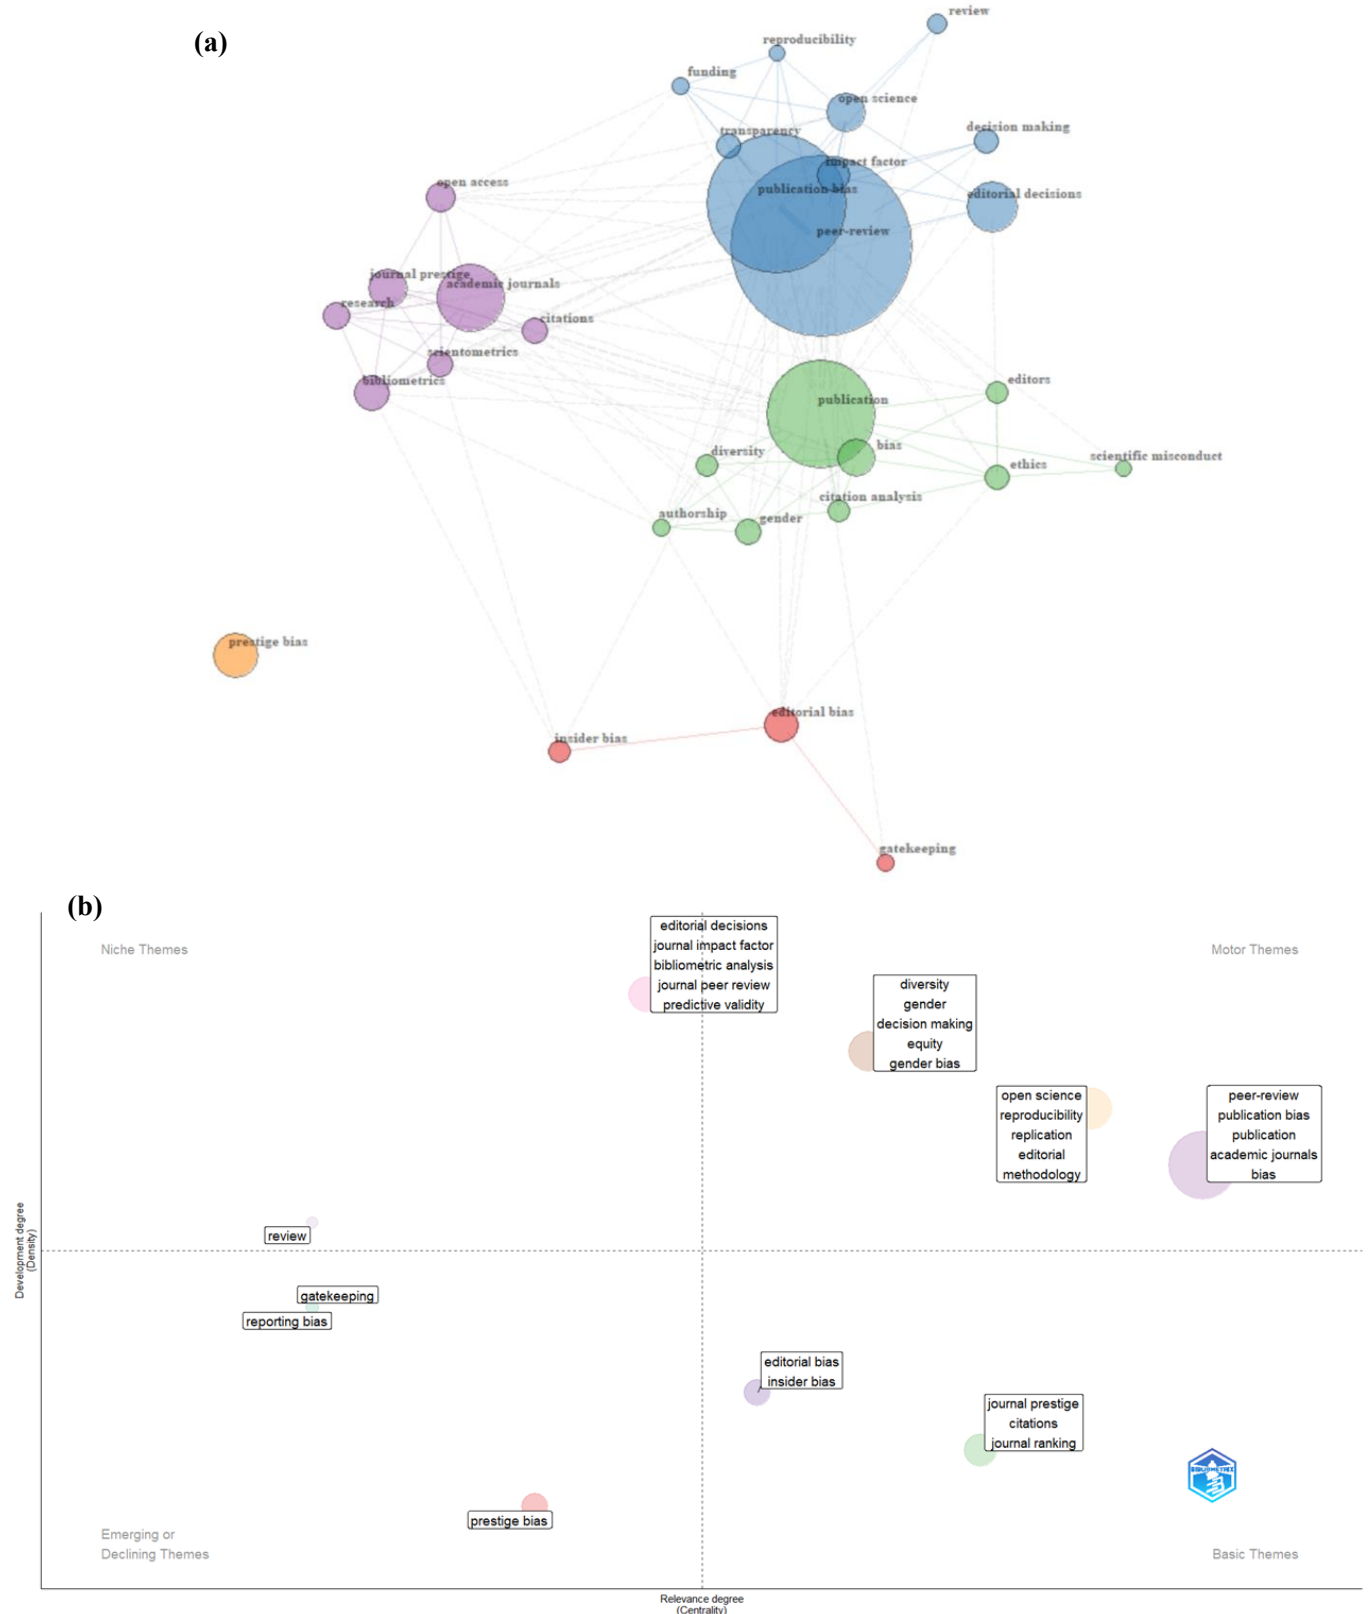 (a)
review
reproducibility
funding
open science
transparency
decision making
impact factor
open access
publication bias
editorial decisions
peer-review
journal prestige
academic journals
research
citations
scientometrics
bibliometrics
editors
publication
bias
diversity
scientific misconduct
ethics
citation analysis
authorship
gender
prestige bias
editorial bias
insider bias
gatekeeping
(b)
Niche Themes
Motor Themes
editorial decisions
journal impact factor
bibliometric analysis
journal peer review
predictive validity
diversity
gender
decision making
equity
gender bias
open science
reproducibility
replication
editorial
methodology
peer-review
publication bias
publication
academic journals
bias
review
gatekeeping
reporting bias
editorial bias
insider bias
journal prestige
citations
journal ranking
prestige bias
BIBLIOMETRIX
Emerging or
Declining Themes
Basic Themes
Development degree
(Density)
Relevance degree
(Centrality)